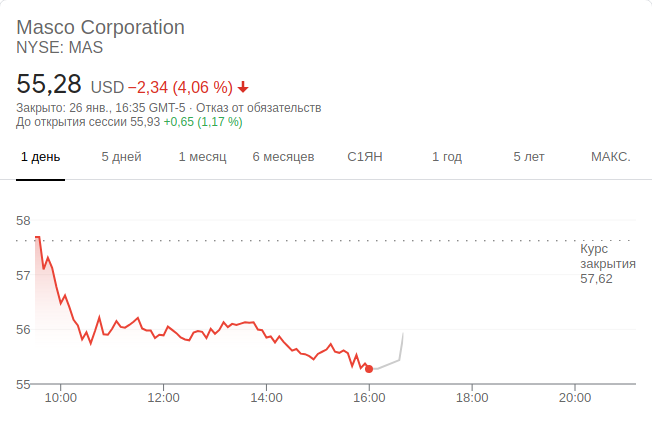 Masco Corporation
NYSE: MAS
55,28 USD −2,34 (4,06 %)
Закрыто: 26 янв., 16:35 GMT-5 · Отказ от обязательств
До открытия сессии 55,93 +0,65 (1,17 %)
1 день 5 дней 1 месяц 6 месяцев С1ЯН 1 год 5 лет МАКС.
58
Курс
закрытия
57,62
57
56
55
10:00 12:00 14:00 16:00 18:00 20:00